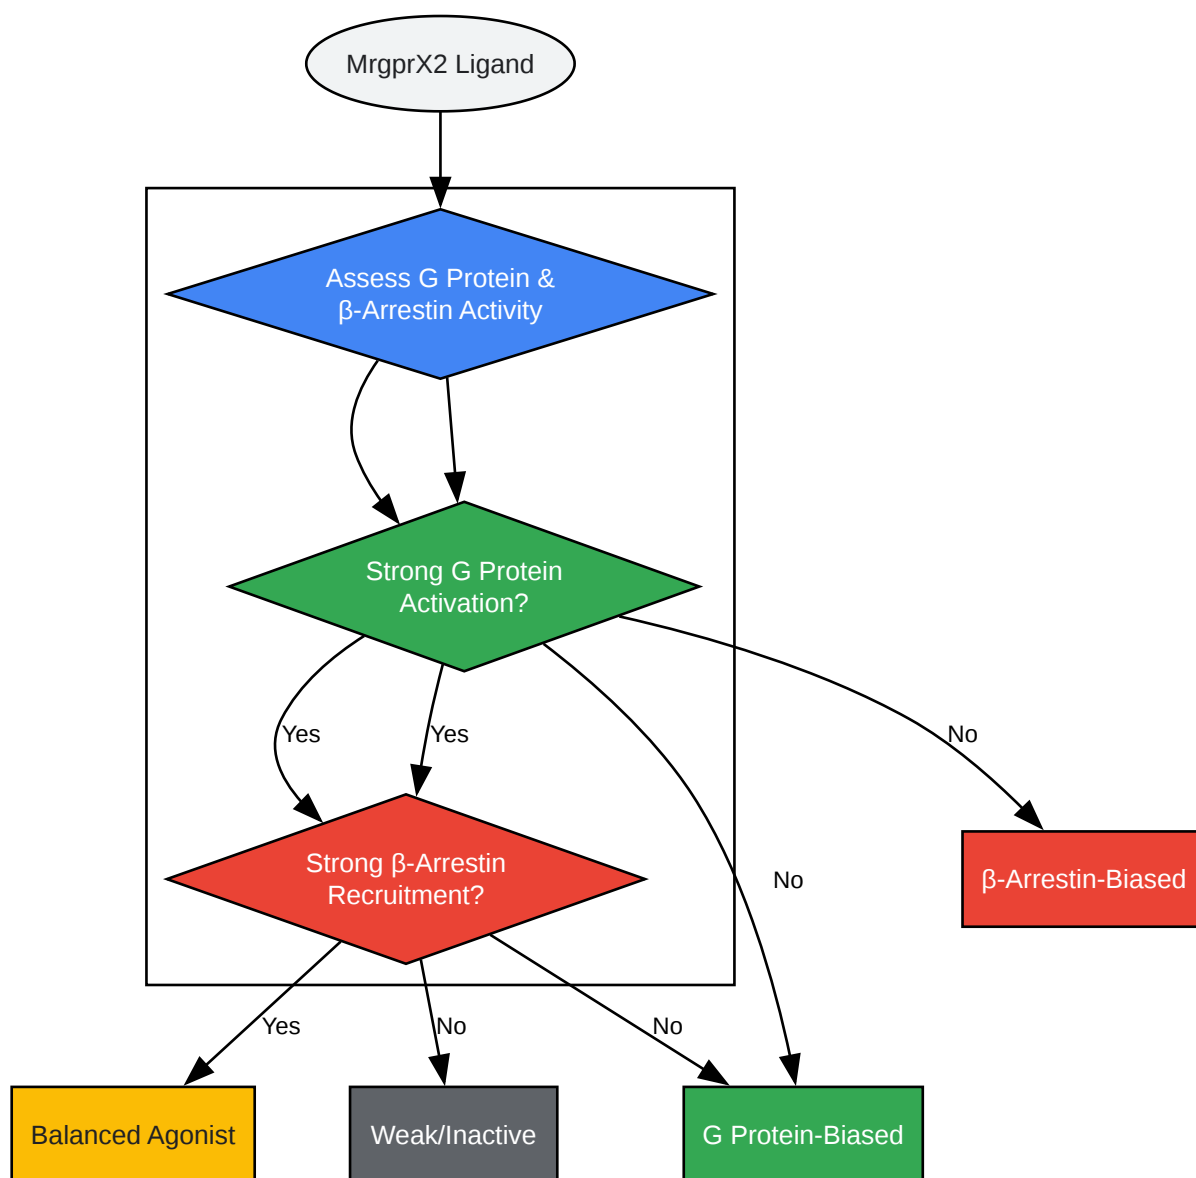 MrgprX2 Ligand
Assess G Protein &
β-Arrestin Activity
Strong G Protein
Activation?
Yes
Yes
No
Strong β-Arrestin
Recruitment?
No
β-Arrestin-Biased
Yes
No
No
Balanced Agonist
Weak/Inactive
G Protein-Biased